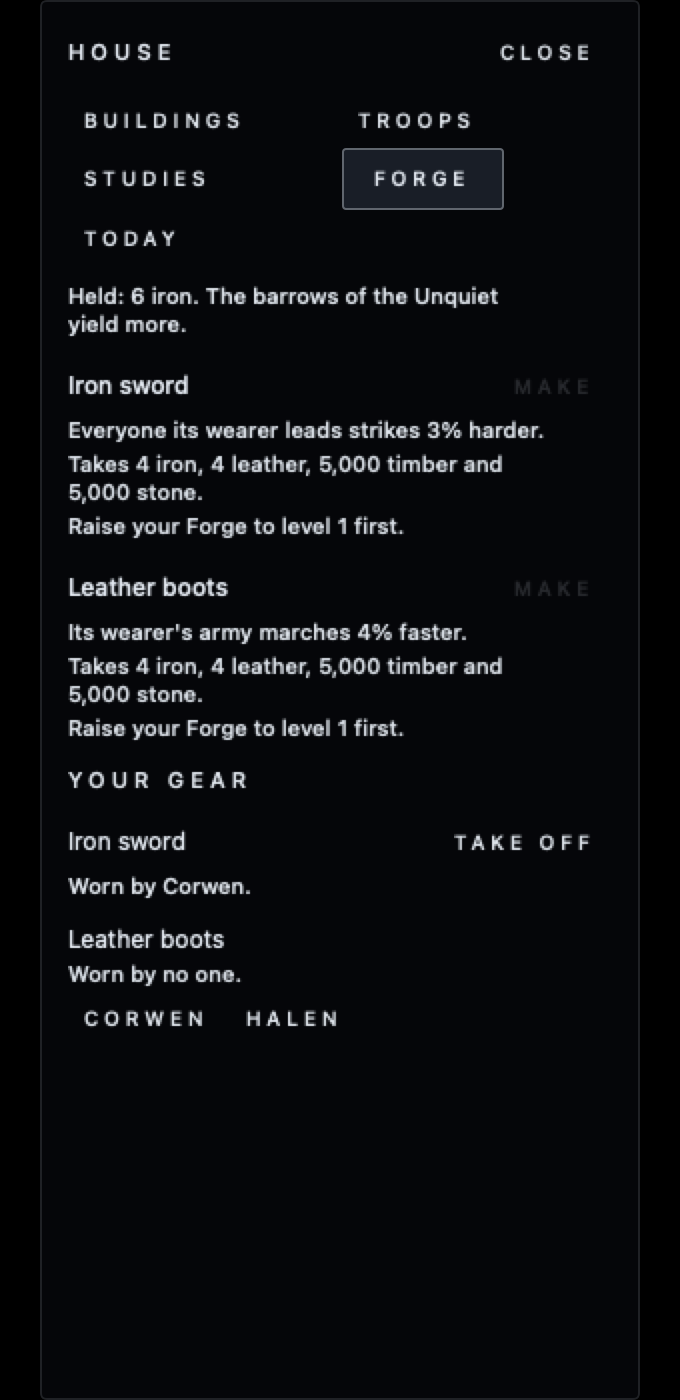 HOUSE
CLOSE
BUILDINGS
TROOPS
STUDIES
FORGE
TODAY
Held: 6 iron. The barrows of the Unquiet
yield more.
Iron sword
MAKE
Everyone its wearer leads strikes 3% harder.
Takes 4 iron, 4 leather, 5,000 timber and
5,000 stone.
Raise your Forge to level 1 first.
Leather boots
MAKE
Its wearer's army marches 4% faster.
Takes 4 iron, 4 leather, 5,000 timber and
5,000 stone.
Raise your Forge to level 1 first.
YOUR GEAR
Iron sword
TAKE OFF
Worn by Corwen.
Leather boots
Worn by no one.
CORWEN
HALEN